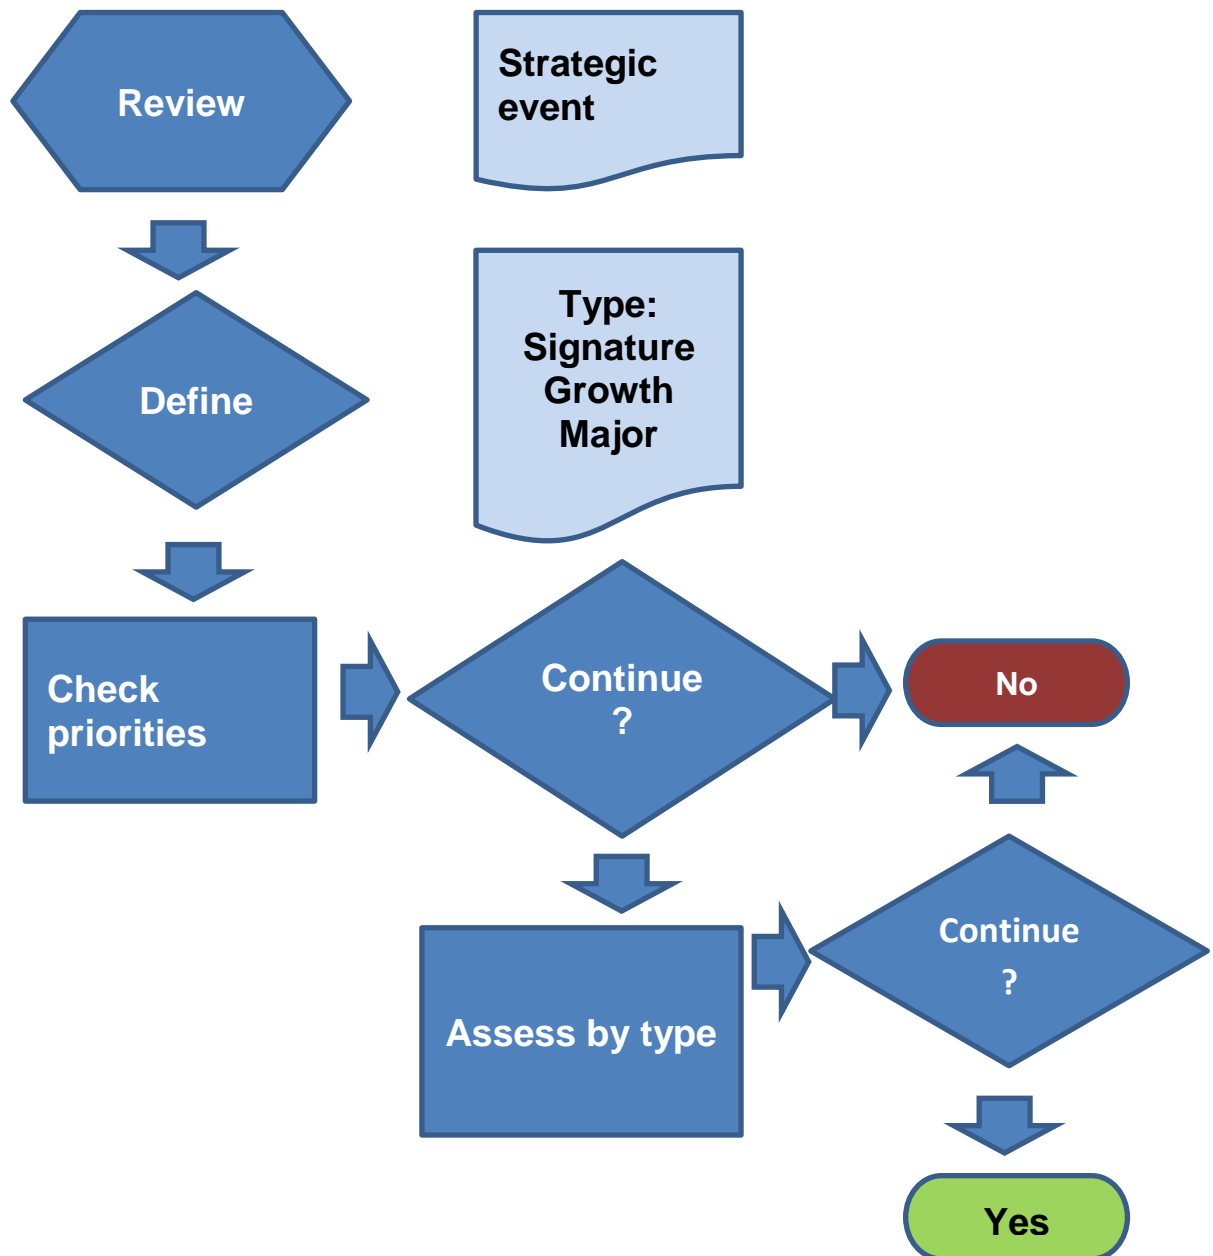 Review
Strategic
event
Type:
Signature
Growth
Major
Define
Check
priorities
Continue
?
No
Assess by type
Continue
?
Yes